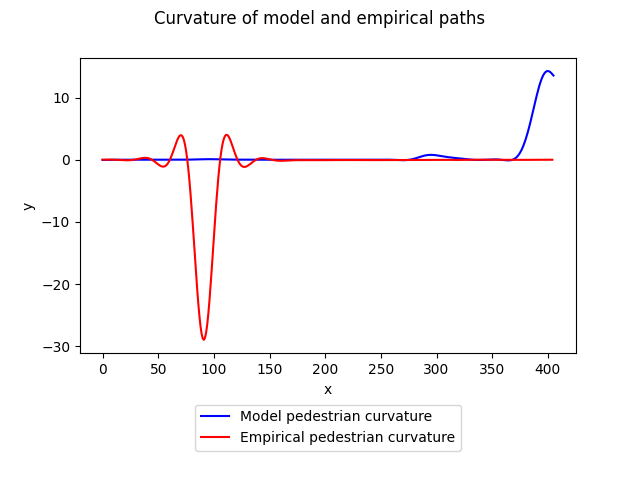 Curvature of model and empirical paths
10
0
−10
−20
−30
y
0 50 100 150 200 250 300 350 400
x
Model pedestrian curvature
Empirical pedestrian curvature